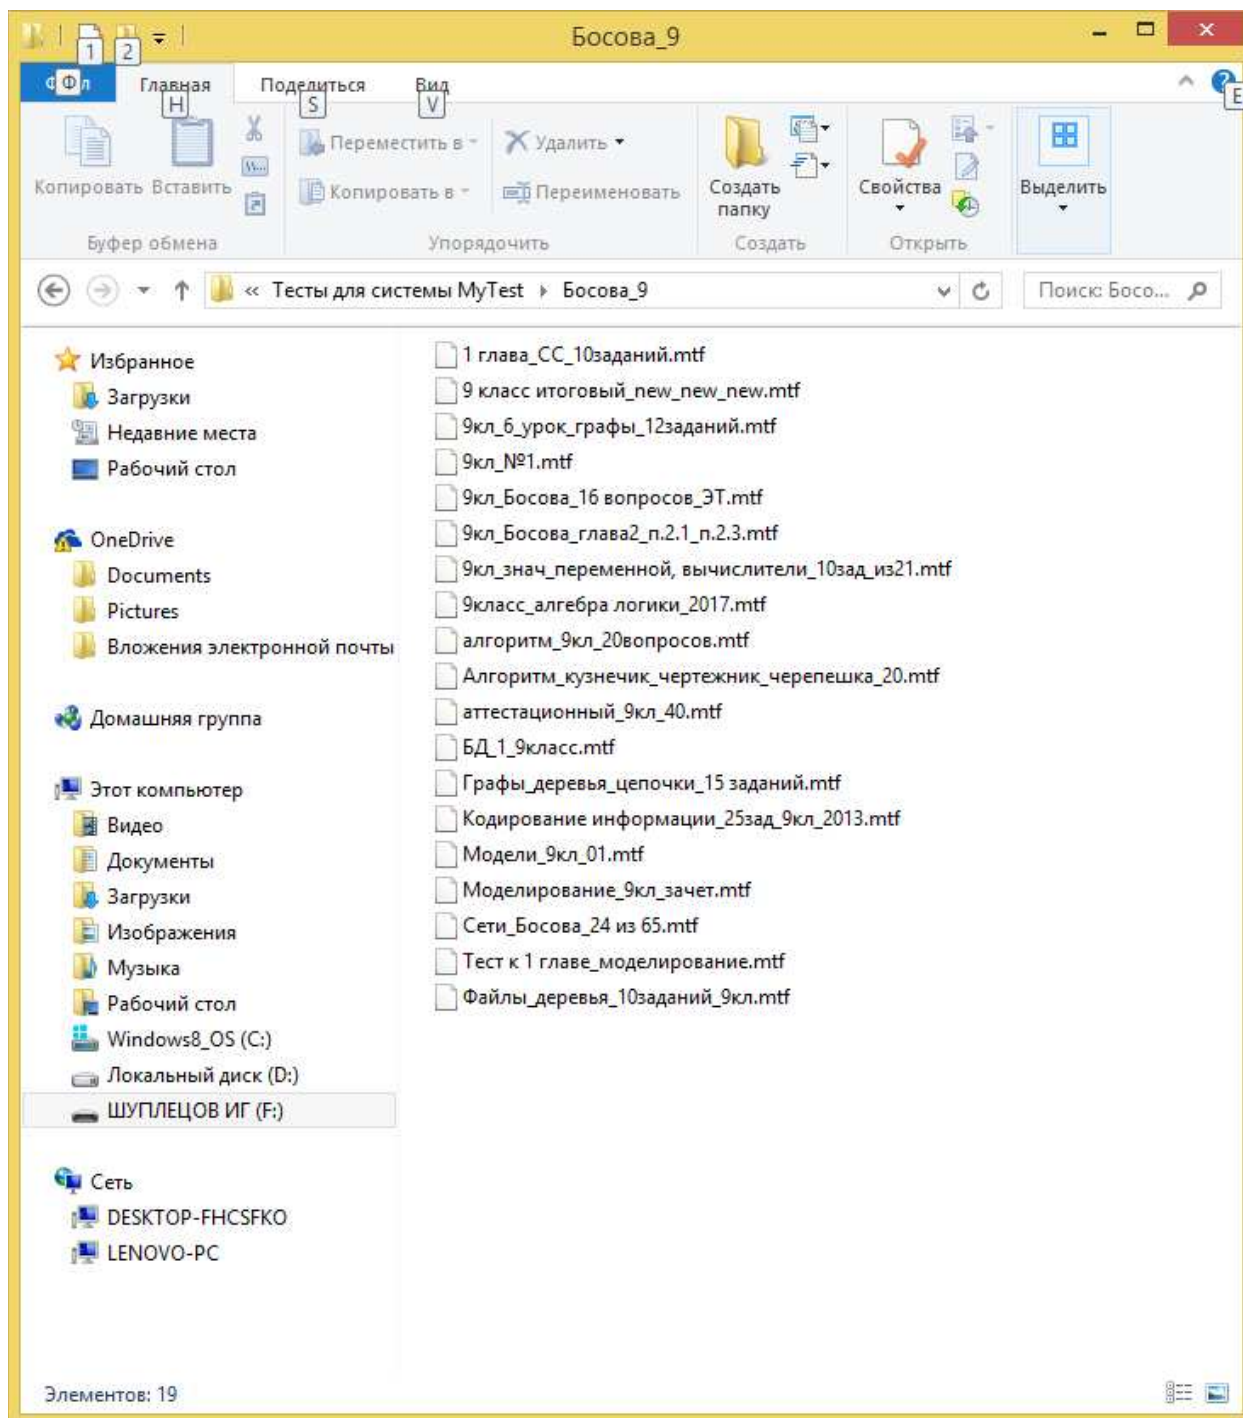 Босова_9
1
2
Ф
л
Главная
Поделиться
Вид
H
S
V
E
Копировать
Вставить
Переместить в
Копировать в
Удалить
Переименовать
Создать
папку
Свойства
Выделить
Буфер обмена
Упорядочить
Создать
Открыть
« Тесты для системы MyTest
Босова_9
Поиск: Босо...
Избранное
Загрузки
Недавние места
Рабочий стол
OneDrive
Documents
Pictures
Вложения электронной почты
Домашняя группа
Этот компьютер
Видео
Документы
Загрузки
Изображения
Музыка
Рабочий стол
Windows8_OS (C:)
Локальный диск (D:)
ШУПЛЕЦОВ ИГ (F:)
Сеть
DESKTOP-FHCSFKO
LENOVO-PC
1 глава_СС_10заданий.mtf
9 класс итоговый_new_new_new.mtf
9кл_6_урок_графы_12заданий.mtf
9кл_№1.mtf
9кл_Босова_16 вопросов_ЭТ.mtf
9кл_Босова_глава2_п.2.1_п.2.3.mtf
9кл_знач_переменной, вычислители_10зад_из21.mtf
9класс_алгебра логики_2017.mtf
алгоритм_9кл_20вопросов.mtf
Алгоритм_кузнечик_чертежник_черепешка_20.mtf
аттестационный_9кл_40.mtf
БД_1_9класс.mtf
Графы_деревья_цепочки_15 заданий.mtf
Кодирование информации_25зад_9кл_2013.mtf
Модели_9кл_01.mtf
Моделирование_9кл_зачет.mtf
Сети_Босова_24 из 65.mtf
Тест к 1 главе_моделирование.mtf
Файлы_деревья_10заданий_9кл.mtf
Элементов: 19